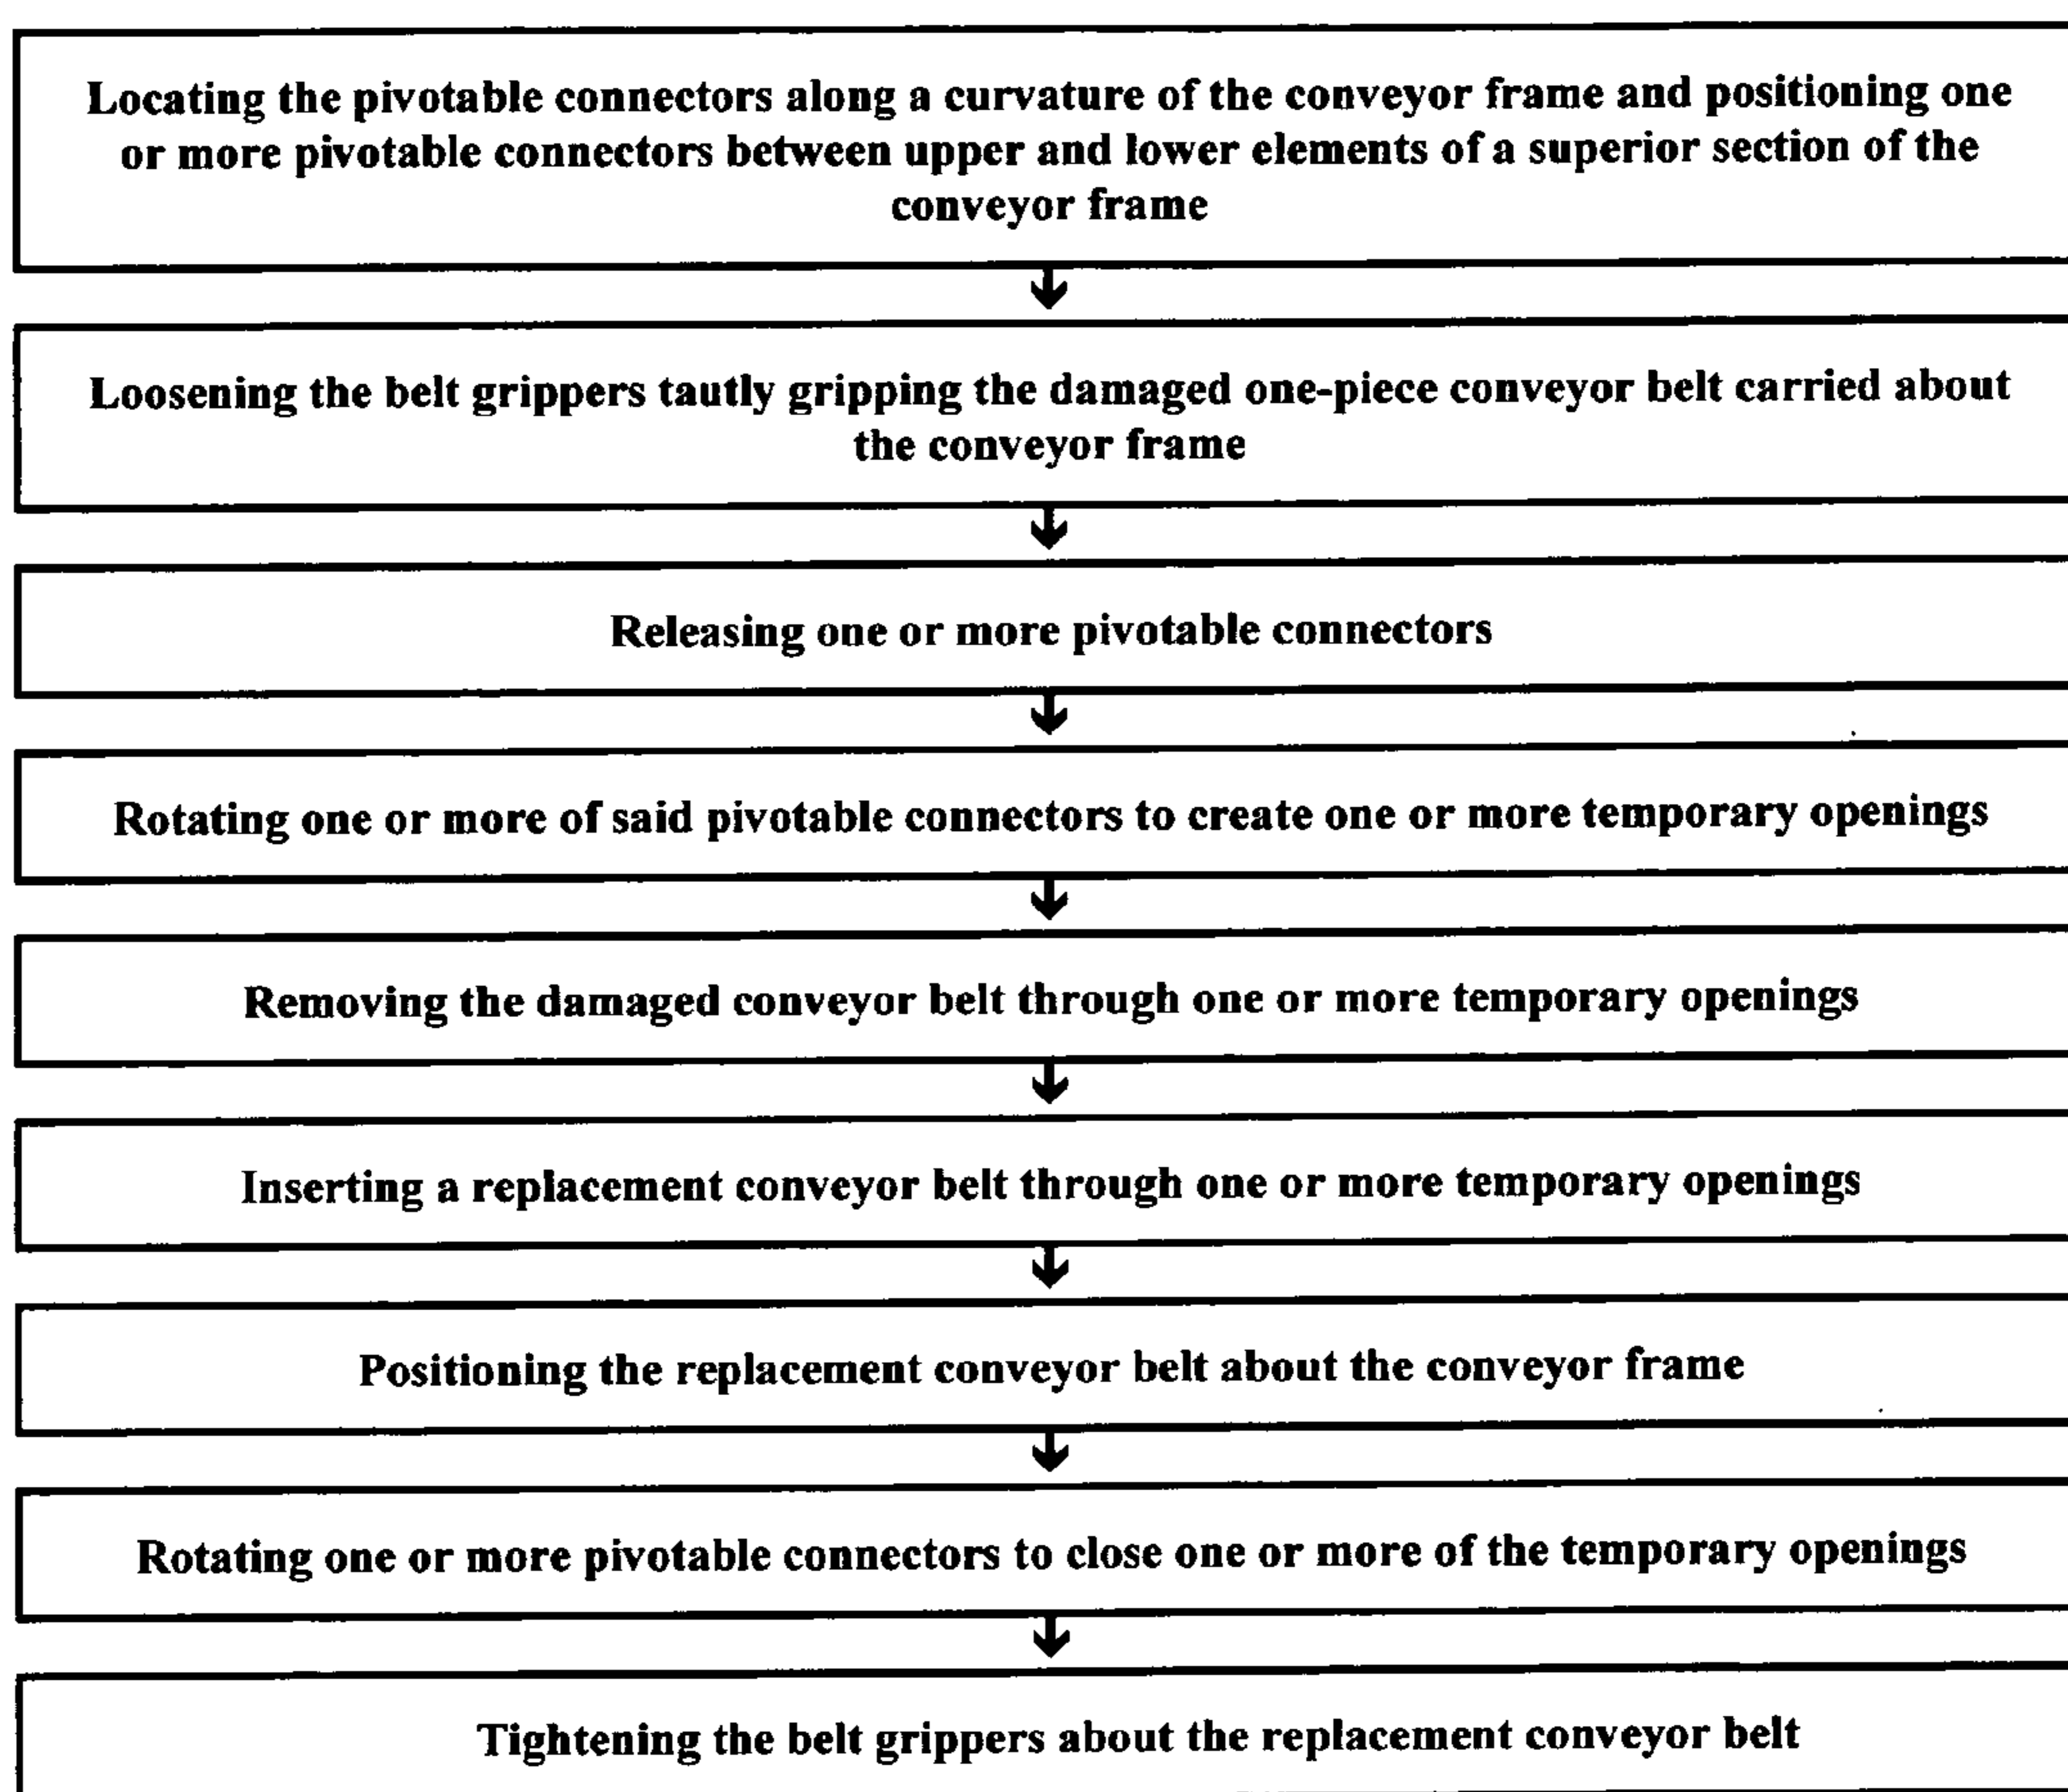 Locating the pivotable connectors along a curvature of the conveyor frame and positioning one
or more pivotable connectors between upper and lower elements of a superior section of the
conveyor frame
Loosening the belt grippers tautly gripping the damaged one-piece conveyor belt carried about
the conveyor frame
Releasing one or more pivotable connectors
Rotating one or more of said pivotable connectors to create one or more temporary openings
Removing the damaged conveyor belt through one or more temporary openings
Inserting a replacement conveyor belt through one or more temporary openings
Positioning the replacement conveyor belt about the conveyor frame
Rotating one or more pivotable connectors to close one or more of the temporary openings
Tightening the belt grippers about the replacement conveyor belt